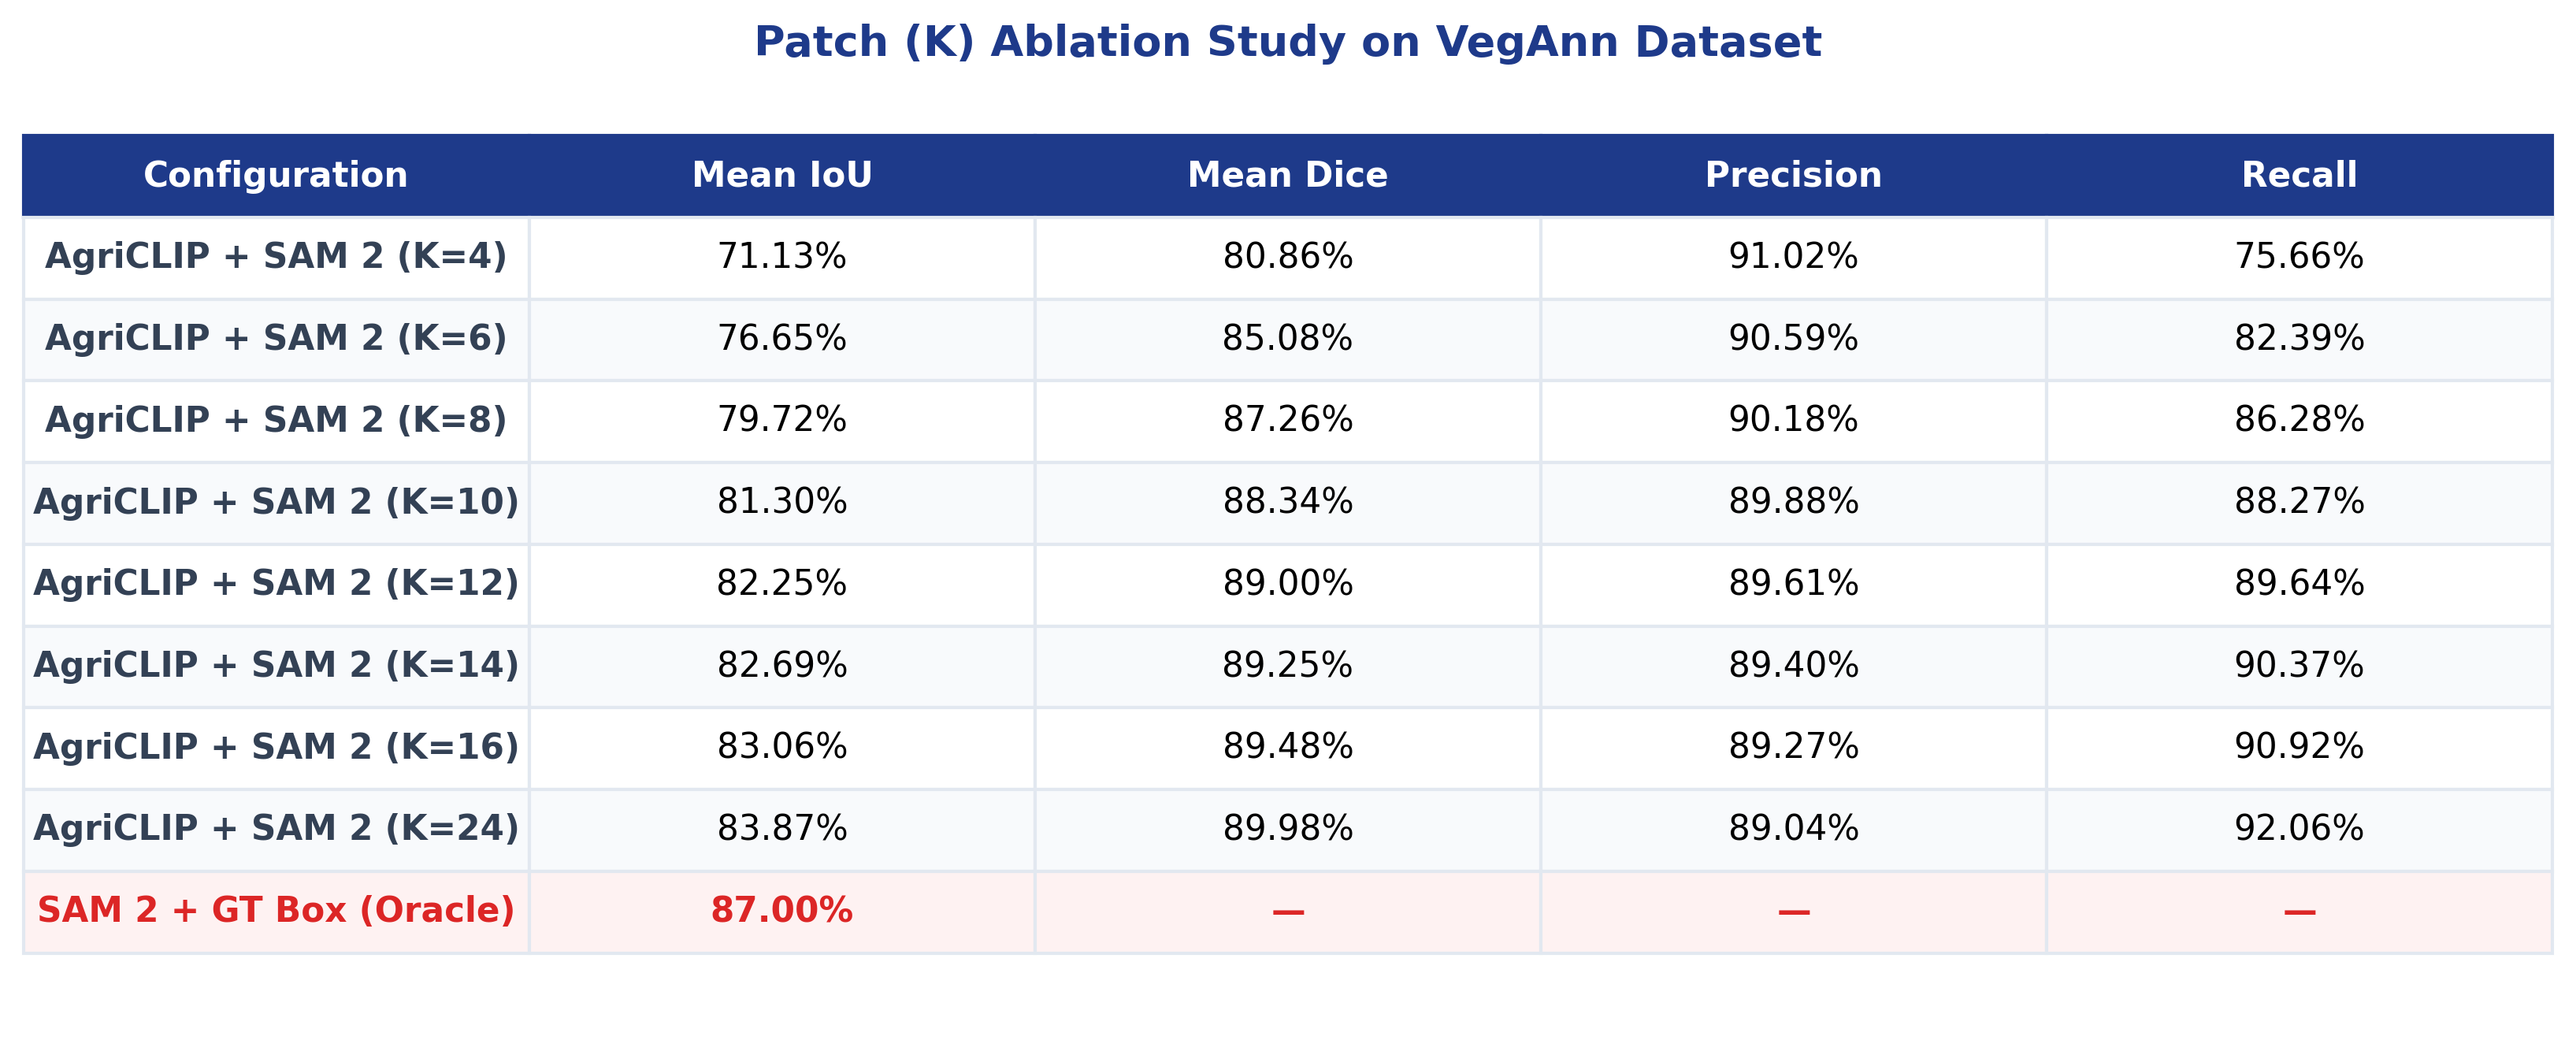 Patch (K) Ablation Study on VegAnn Dataset
Configuration Mean IoU Mean Dice Precision Recall
AgriCLIP + SAM 2 (K=4) 71.13% 80.86% 91.02% 75.66%
AgriCLIP + SAM 2 (K=6) 76.65% 85.08% 90.59% 82.39%
AgriCLIP + SAM 2 (K=8) 79.72% 87.26% 90.18% 86.28%
AgriCLIP + SAM 2 (K=10) 81.30% 88.34% 89.88% 88.27%
AgriCLIP + SAM 2 (K=12) 82.25% 89.00% 89.61% 89.64%
AgriCLIP + SAM 2 (K=14) 82.69% 89.25% 89.40% 90.37%
AgriCLIP + SAM 2 (K=16) 83.06% 89.48% 89.27% 90.92%
AgriCLIP + SAM 2 (K=24) 83.87% 89.98% 89.04% 92.06%
SAM 2 + GT Box (Oracle) 87.00% — — —